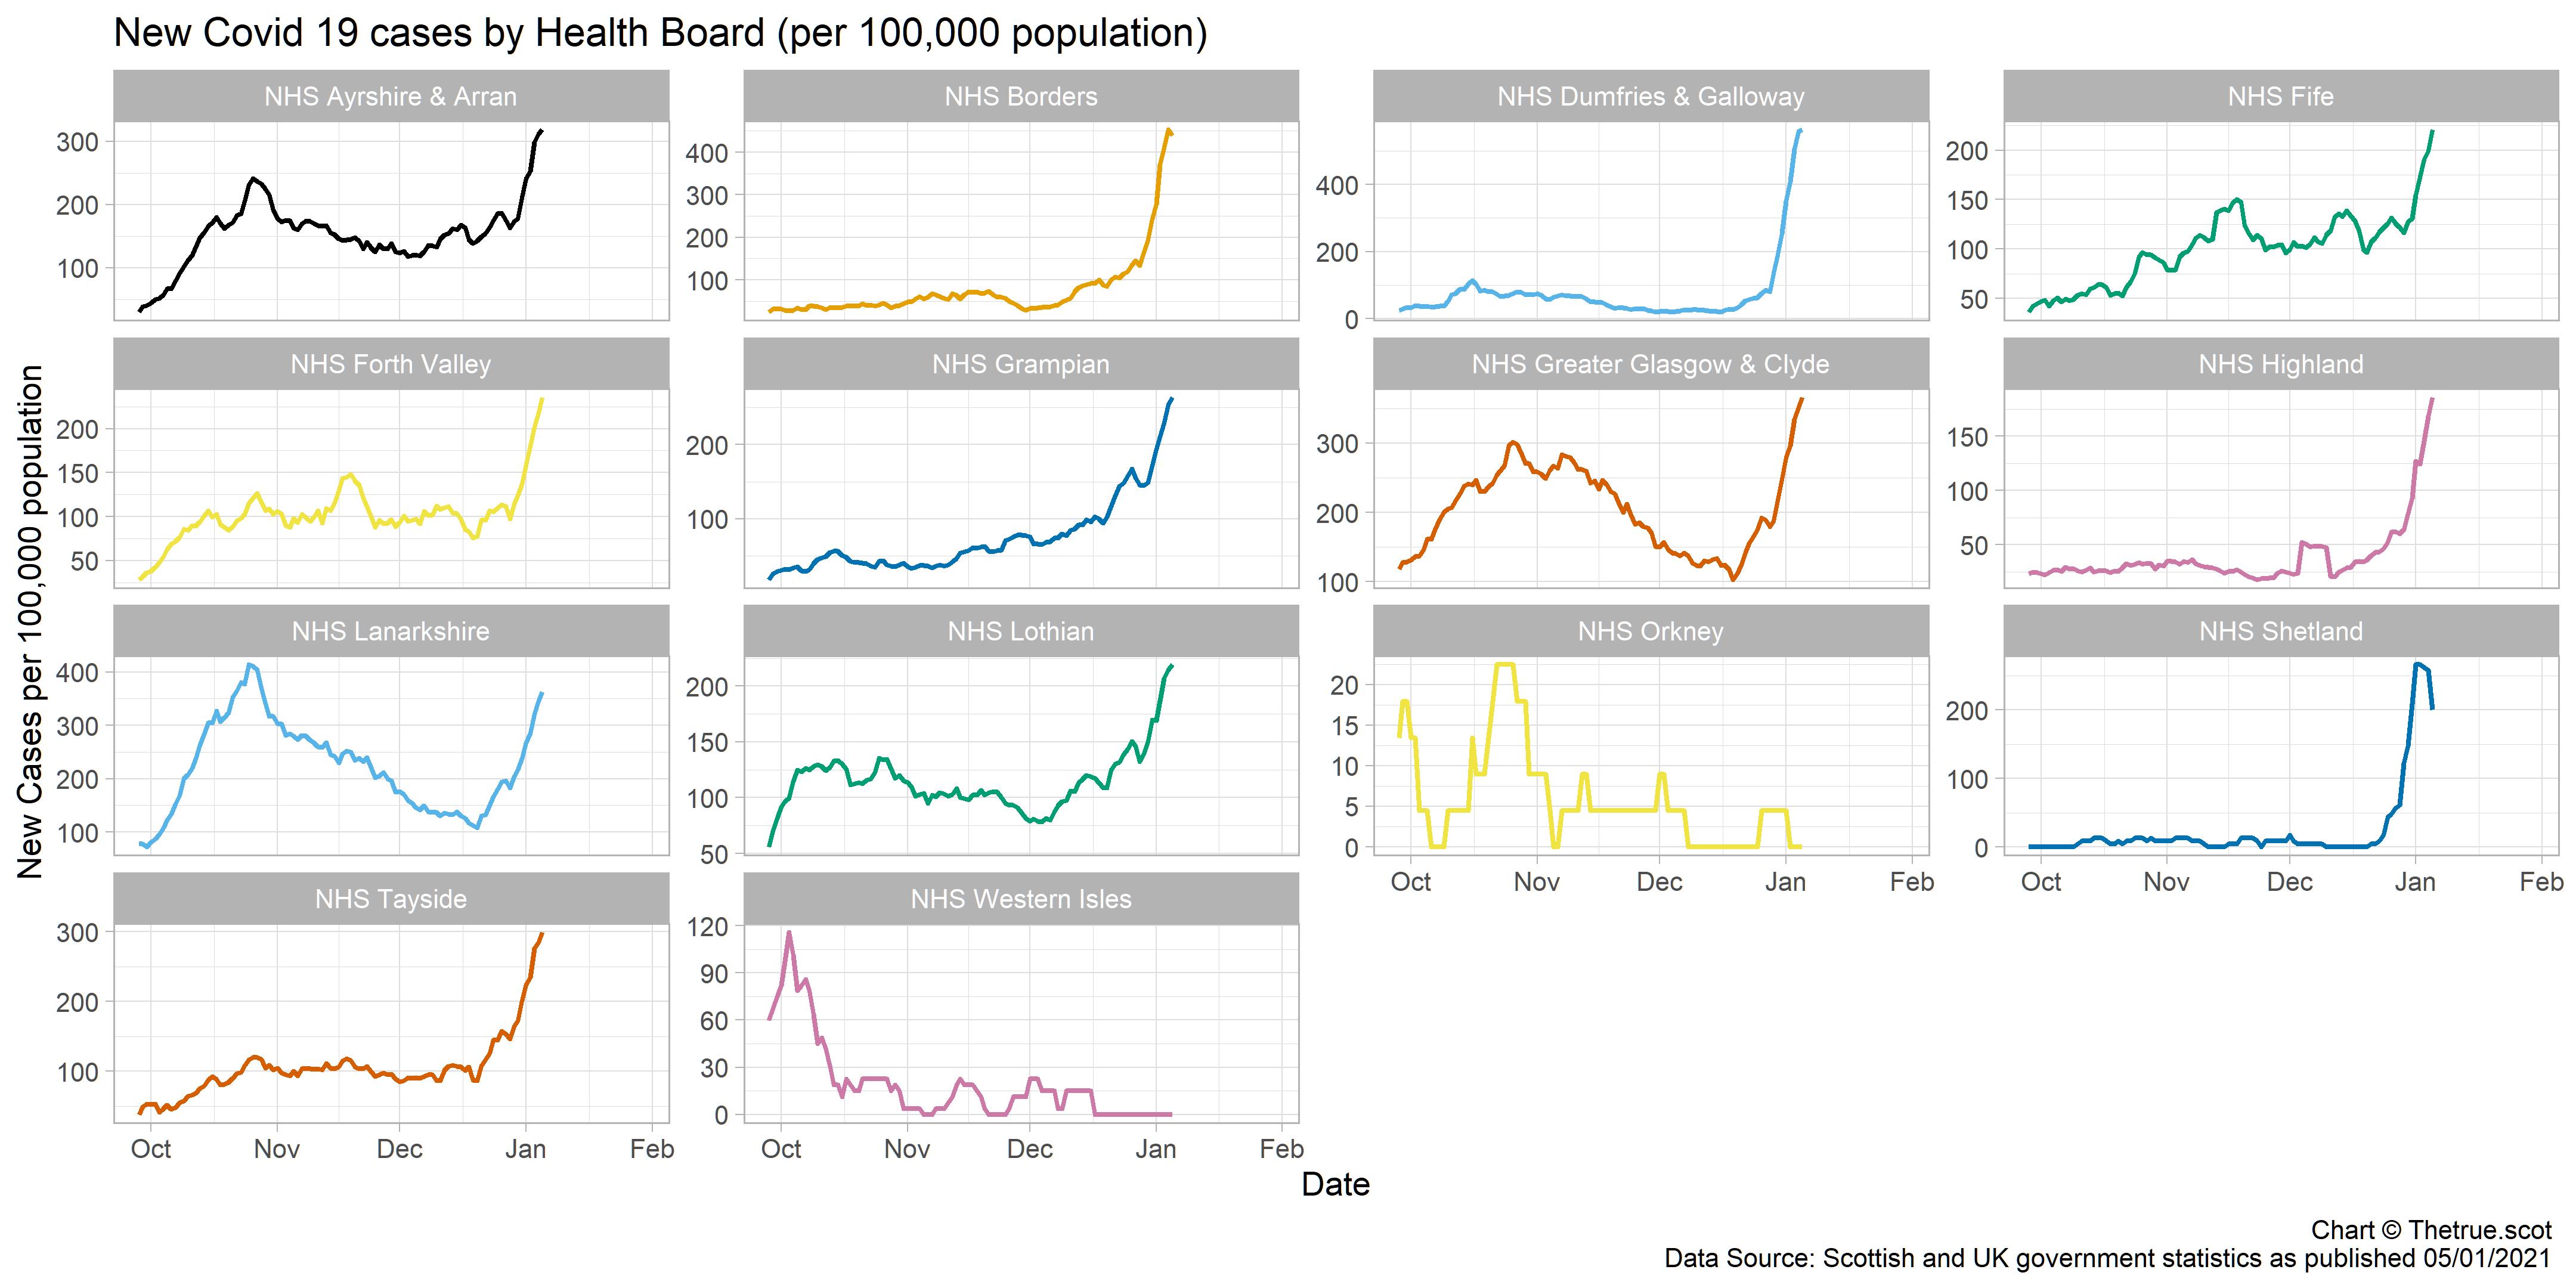 New Covid 19 cases by Health Board (per 100,000 population)
New Cases per 100,000 population
NHS Ayrshire & Arran
300
200
100
NHS Borders
400
300
200
100
NHS Dumfries & Galloway
400
200
0
NHS Fife
200
150
100
50
NHS Forth Valley
200
150
100
50
NHS Grampian
200
100
NHS Greater Glasgow & Clyde
300
200
100
NHS Highland
150
100
50
NHS Lanarkshire
400
300
200
100
NHS Lothian
200
150
100
50
NHS Orkney
20
15
10
5
0
Oct Nov Dec Jan Feb
NHS Shetland
200
100
0
Oct Nov Dec Jan Feb
NHS Tayside
300
200
100
Oct Nov Dec Jan Feb
NHS Western Isles
120
90
60
30
0
Oct Nov Dec Jan Feb
Date
Chart © Thetrue.scot
Data Source: Scottish and UK government statistics as published 05/01/2021